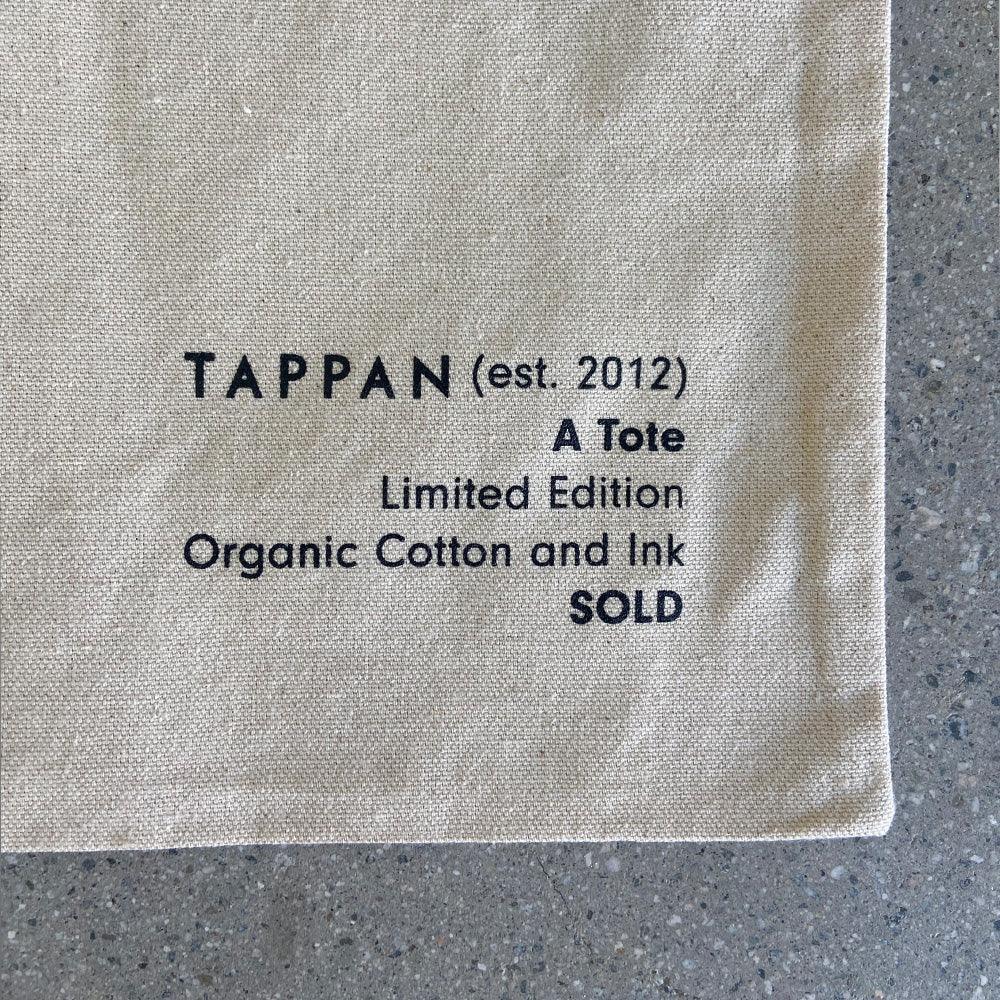 TAPPAN (est. 2012)
A Tote
Limited Edition
Organic Cotton and Ink
SOLD